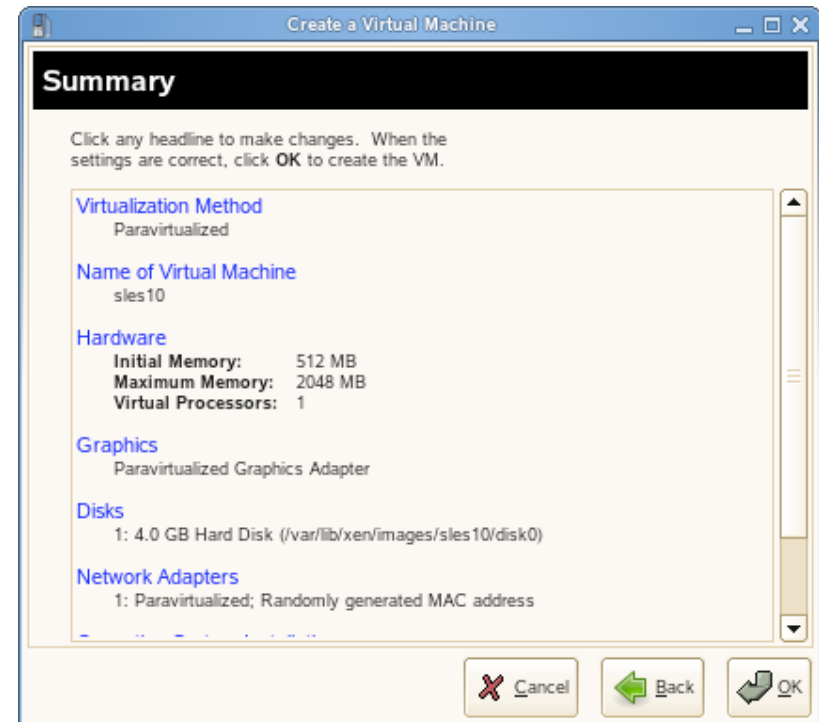 Create a Virtual Machine
Summary
Click any headline to make changes. When the
settings are correct, click OK to create the VM.
Virtualization Method
Paravirtualized
Name of Virtual Machine
sles10
Hardware
Initial Memory: 512 MB
Maximum Memory: 2048 MB
Virtual Processors: 1
Graphics
Paravirtualized Graphics Adapter
Disks
1: 4.0 GB Hard Disk (/var/lib/xen/images/sles10/disk0)
Network Adapters
1: Paravirtualized; Randomly generated MAC address
Cancel Back OK